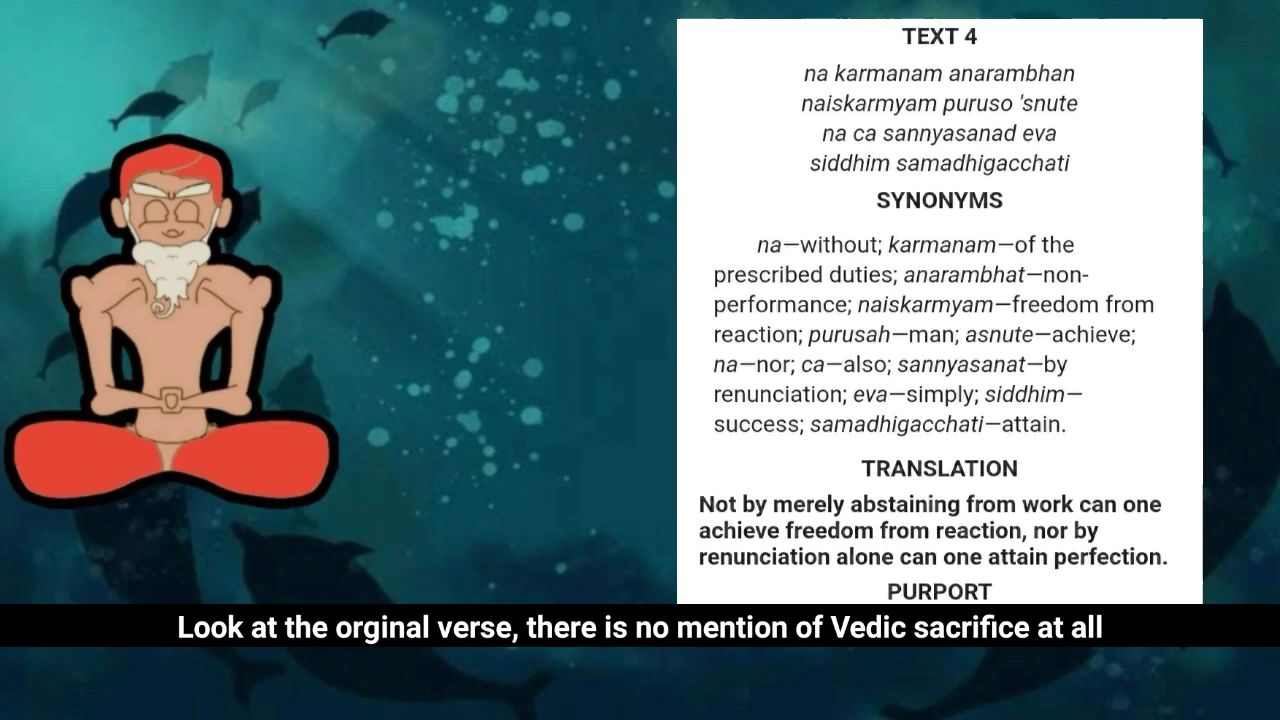 TEXT 4
na karmanam anarambhan
naiskarmyam puruso 'snute
na ca sannyasanad eva
siddhim samadhigacchati
SYNONYMS
na—without; karmanam—of the
prescribed duties; anarambhat—non-
performance; naiskarmyam—freedom from
reaction; purusah—man; asnute—achieve;
na—nor; ca—also; sannyasanat—by
renunciation; eva—simply; siddhim—
success; samadhigacchati—attain.
TRANSLATION
Not by merely abstaining from work can one
achieve freedom from reaction, nor by
renunciation alone can one attain perfection.
PURPORT
Look at the orginal verse, there is no mention of Vedic sacrifice at all